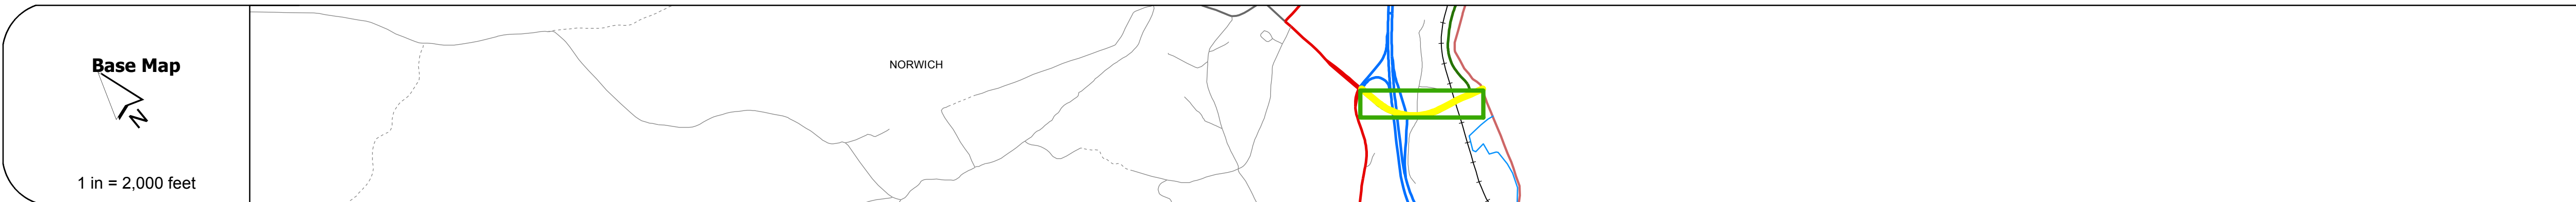 Base Map
NORWICH
N
1 in = 2,000 feet